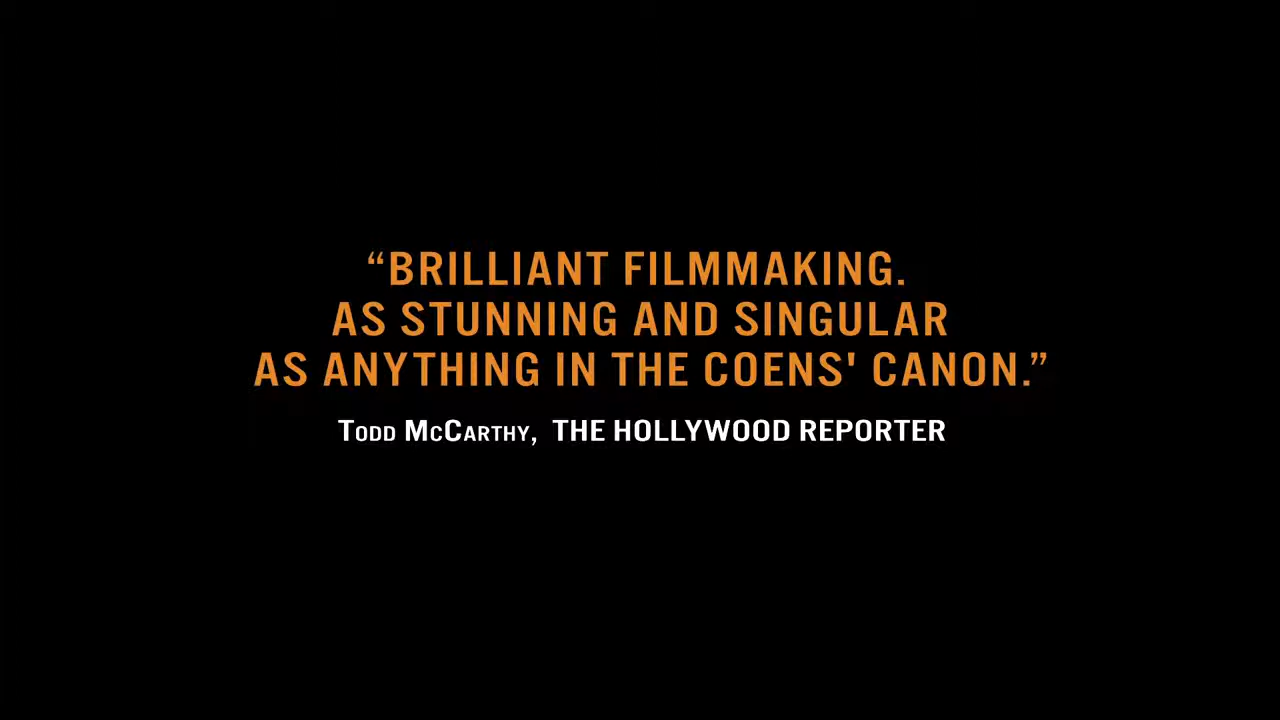 “BRILLIANT FILMMAKING.
AS STUNNING AND SINGULAR
AS ANYTHING IN THE COENS' CANON.”
TODD MCCARTHY, THE HOLLYWOOD REPORTER